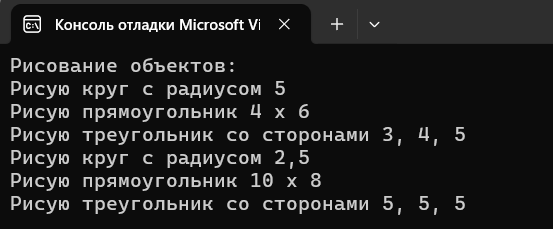 Консоль отладки Microsoft Vi
Рисование объектов:
Рисую круг с радиусом 5
Рисую прямоугольник 4 x 6
Рисую треугольник со сторонами 3, 4, 5
Рисую круг с радиусом 2,5
Рисую прямоугольник 10 x 8
Рисую треугольник со сторонами 5, 5, 5